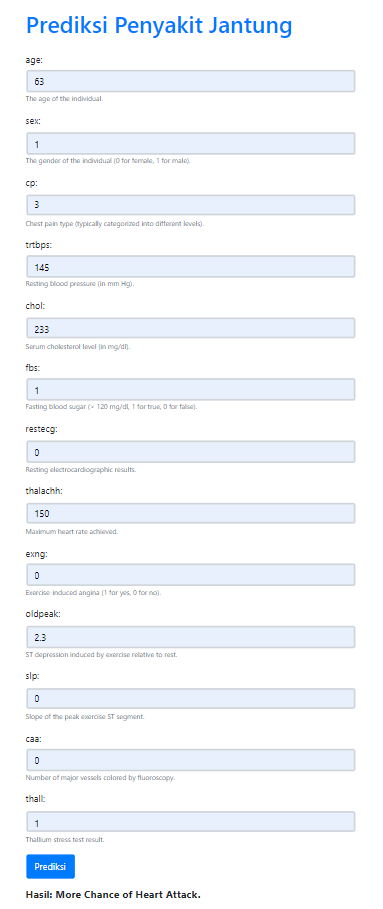 Prediksi Penyakit Jantung
age:
63
The age of the individual.
sex:
1
The gender of the individual (0 for female, 1 for male).
cp:
3
Chest pain type (typically categorized into different levels).
trtbps:
145
Resting blood pressure (in mm Hg).
chol:
233
Serum cholesterol level (in mg/dl).
fbs:
1
Fasting blood sugar (> 120 mg/dl, 1 for true, 0 for false).
restecg:
0
Resting electrocardiographic results.
thalachh:
150
Maximum heart rate achieved.
exng:
0
Exercise induced angina (1 for yes, 0 for no).
oldpeak:
2.3
ST depression induced by exercise relative to rest.
slp:
0
Slope of the peak exercise ST segment.
caa:
0
Number of major vessels colored by fluoroscopy.
thall:
1
Thallium stress test result.
Prediksi
Hasil: More Chance of Heart Attack.